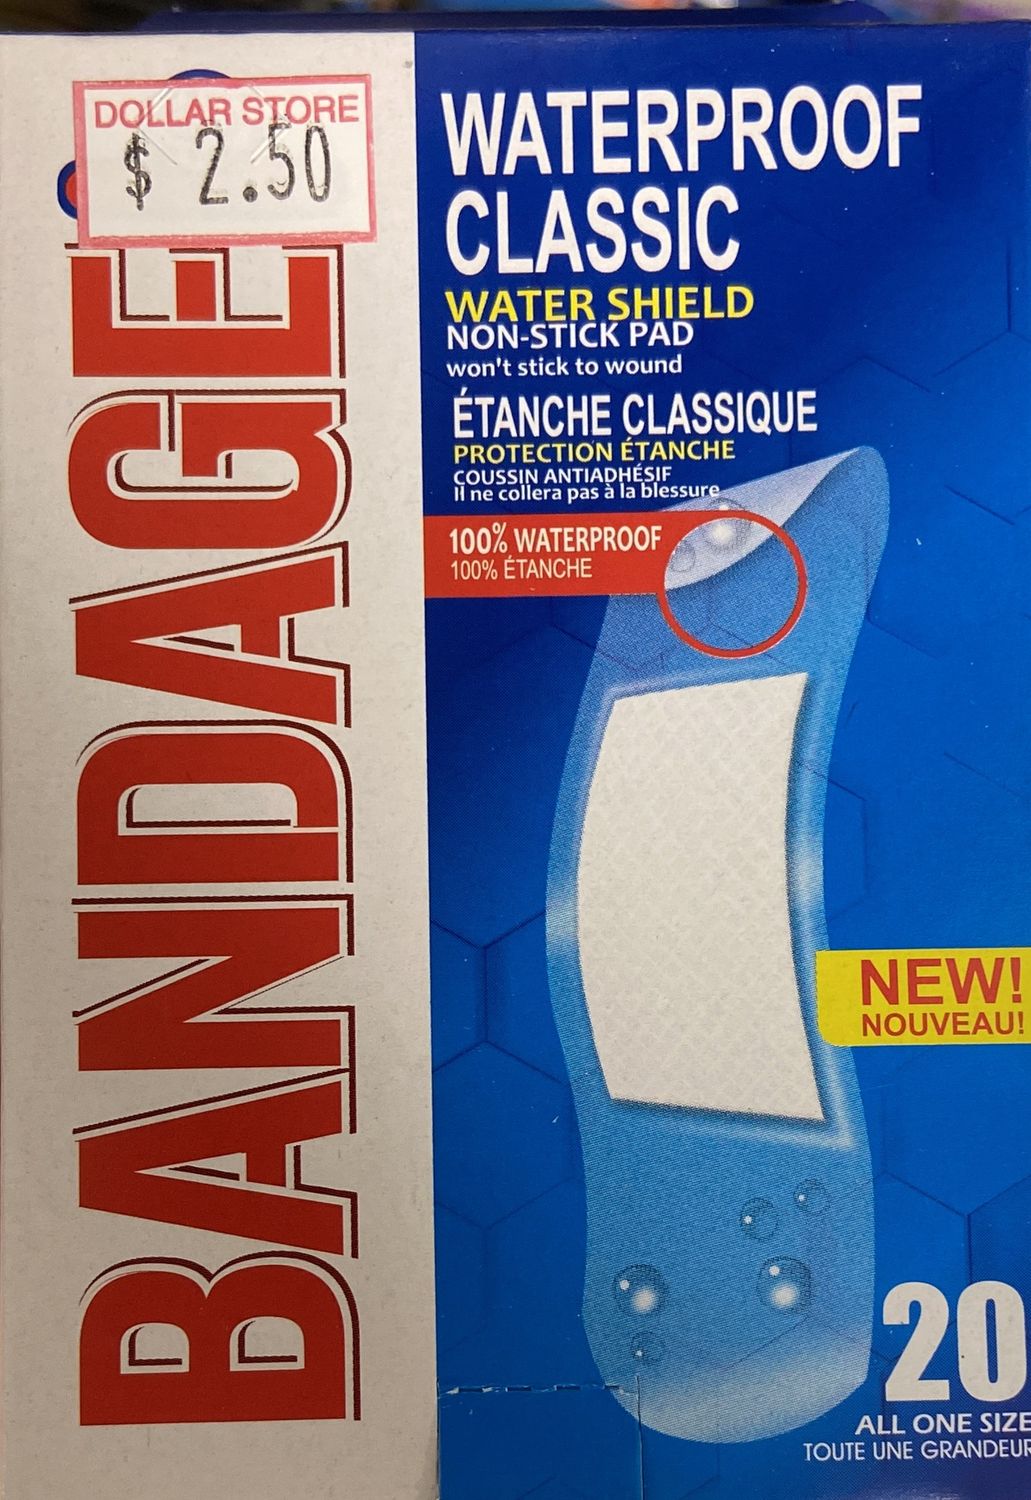 DOLLAR STORE
$ 2.50
BANDAGE
WATERPROOF
CLASSIC
WATER SHIELD
NON-STICK PAD
won't stick to wound
ÉTANCHE CLASSIQUE
PROTECTION ÉTANCHE
COUSSIN ANTIADHÉSIF
Il ne collera pas à la blessure
100% WATERPROOF
100% ÉTANCHE
NEW!
NOUVEAU!
20
ALL ONE SIZE
TOUTE UNE GRANDEUR